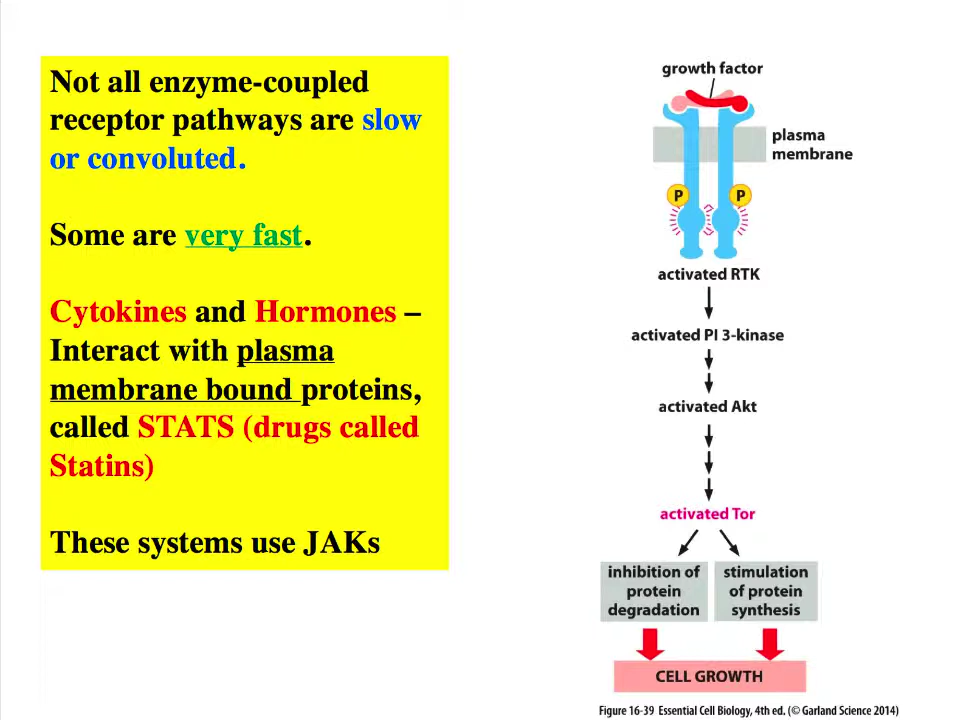 Not all enzyme-coupled
receptor pathways are slow
or convoluted.
Some are very fast.
Cytokines and Hormones –
Interact with plasma
membrane bound proteins,
called STATS (drugs called
Statins)
These systems use JAKs
growth factor
plasma
membrane
P
P
activated RTK
activated PI 3-kinase
activated Akt
activated Tor
inhibition of
protein
degradation
stimulation
of protein
synthesis
CELL GROWTH
Figure 16-39 Essential Cell Biology, 4th ed. (© Garland Science 2014)